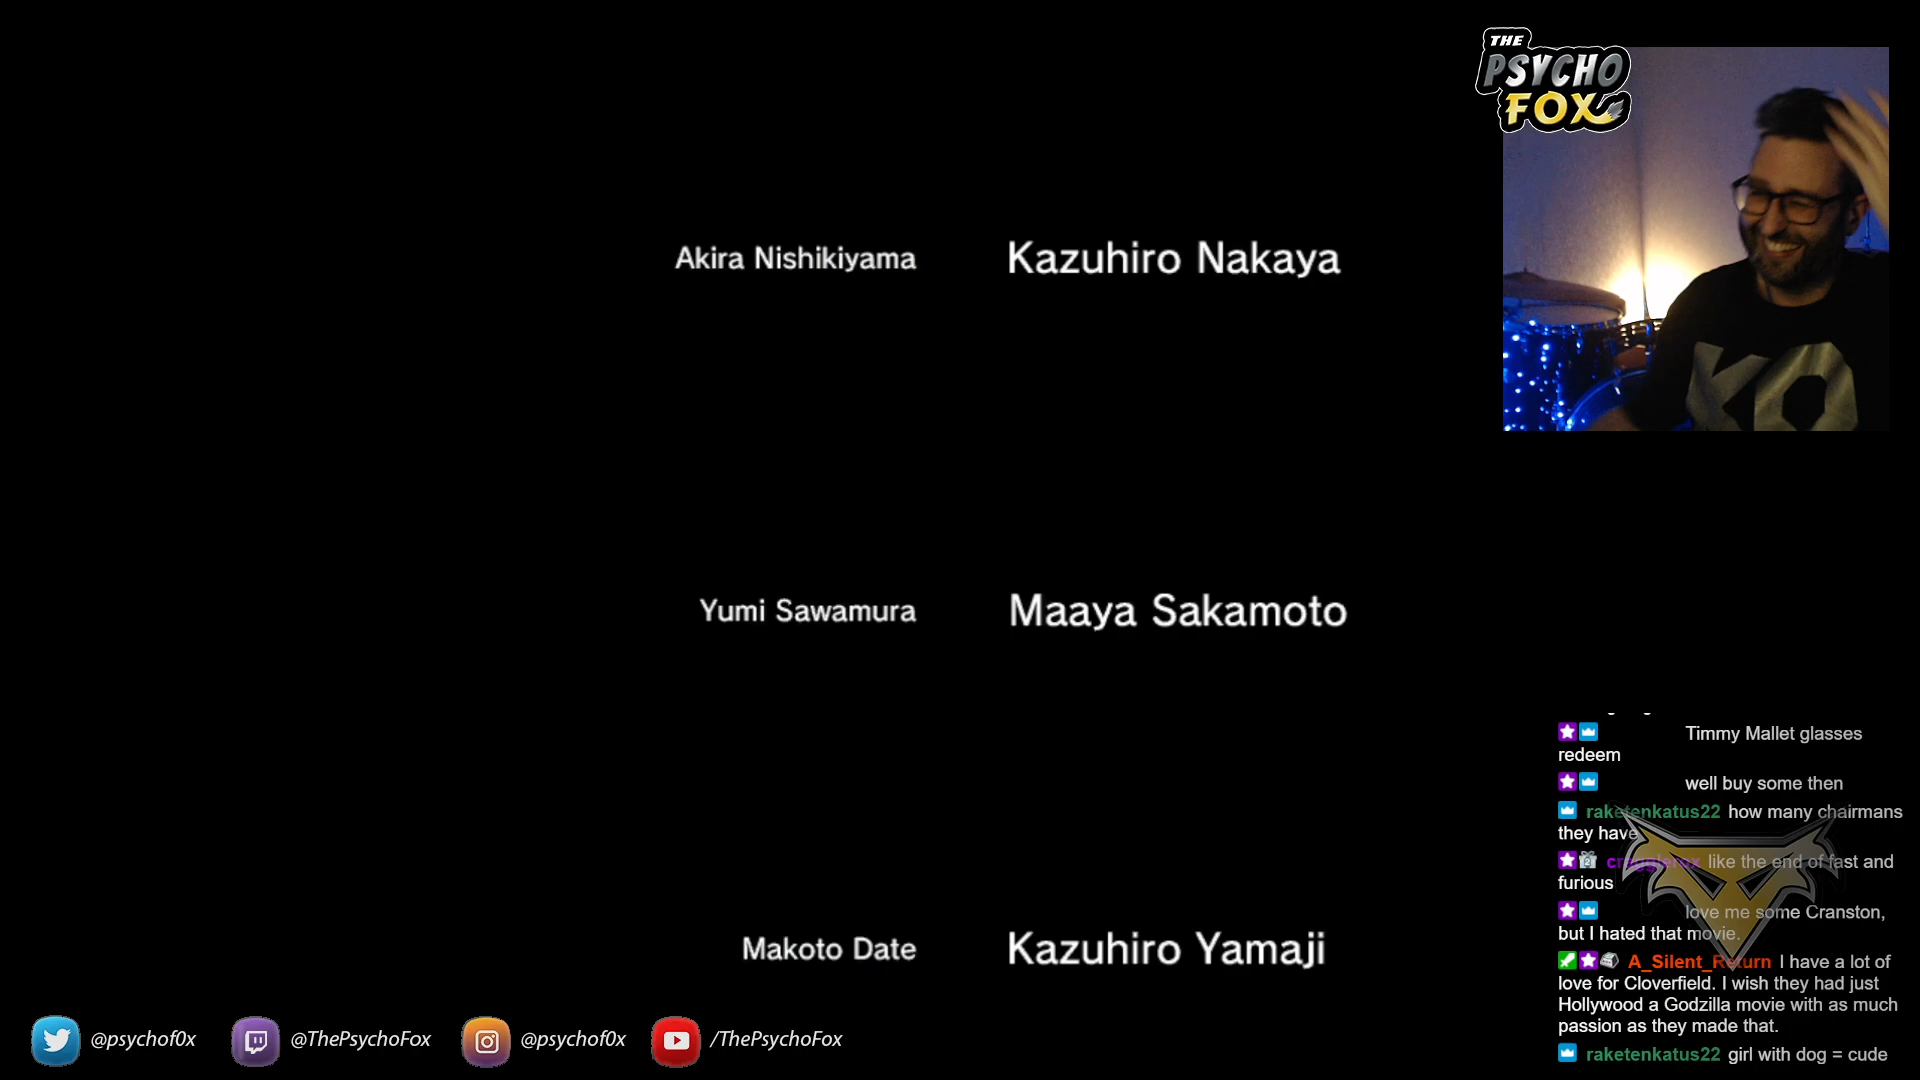 THE
PSYCHO
FOX
KO
Akira Nishikiyama Kazuhiro Nakaya
Yumi Sawamura Maaya Sakamoto
Makoto Date Kazuhiro Yamaji
Timmy Mallet glasses
redeem
well buy some then
raketenkatus22 how many chairmans
they have
like the end of fast and
furious
love me some Cranston,
but I hated that movie.
A_Silent_Return I have a lot of
love for Cloverfield. I wish they had just
Hollywood a Godzilla movie with as much
passion as they made that.
raketenkatus22 girl with dog = cude
@psychof0x @ThePsychoFox @psychof0x /ThePsychoFox